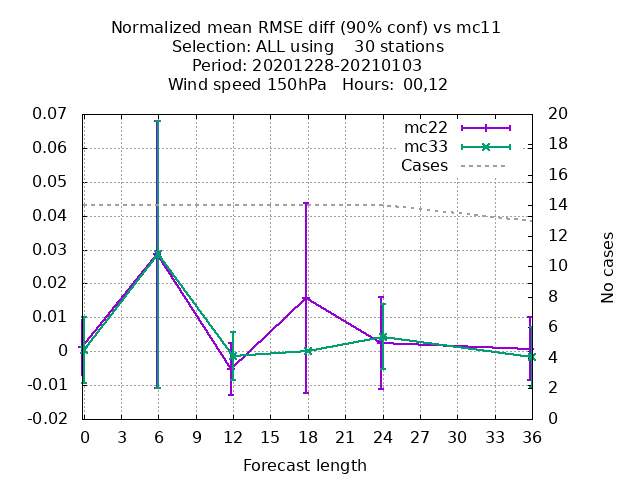 Normalized mean RMSE diff (90% conf) vs mc11
Selection: ALL using    30 stations
Period: 20201228-20210103
Wind speed 150hPa   Hours: 00,12
0.07
0.06
0.05
0.04
0.03
0.02
0.01
0
-0.01
-0.02
mc22
mc33
Cases
20
18
16
14
12
10
8
6
4
2
0
No cases
0 3 6 9 12 15 18 21 24 27 30 33 36
Forecast length